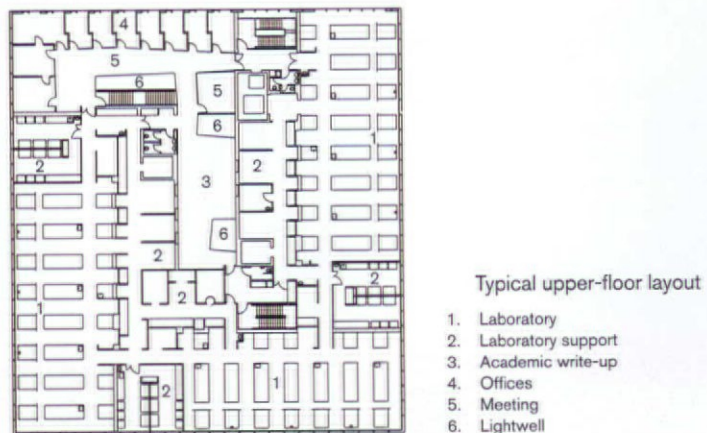 4
5
6
5
6
1
2
2
3
6
2
2
2
1
1
2
Typical upper-floor layout
1. Laboratory
2. Laboratory support
3. Academic write-up
4. Offices
5. Meeting
6. Lightwell